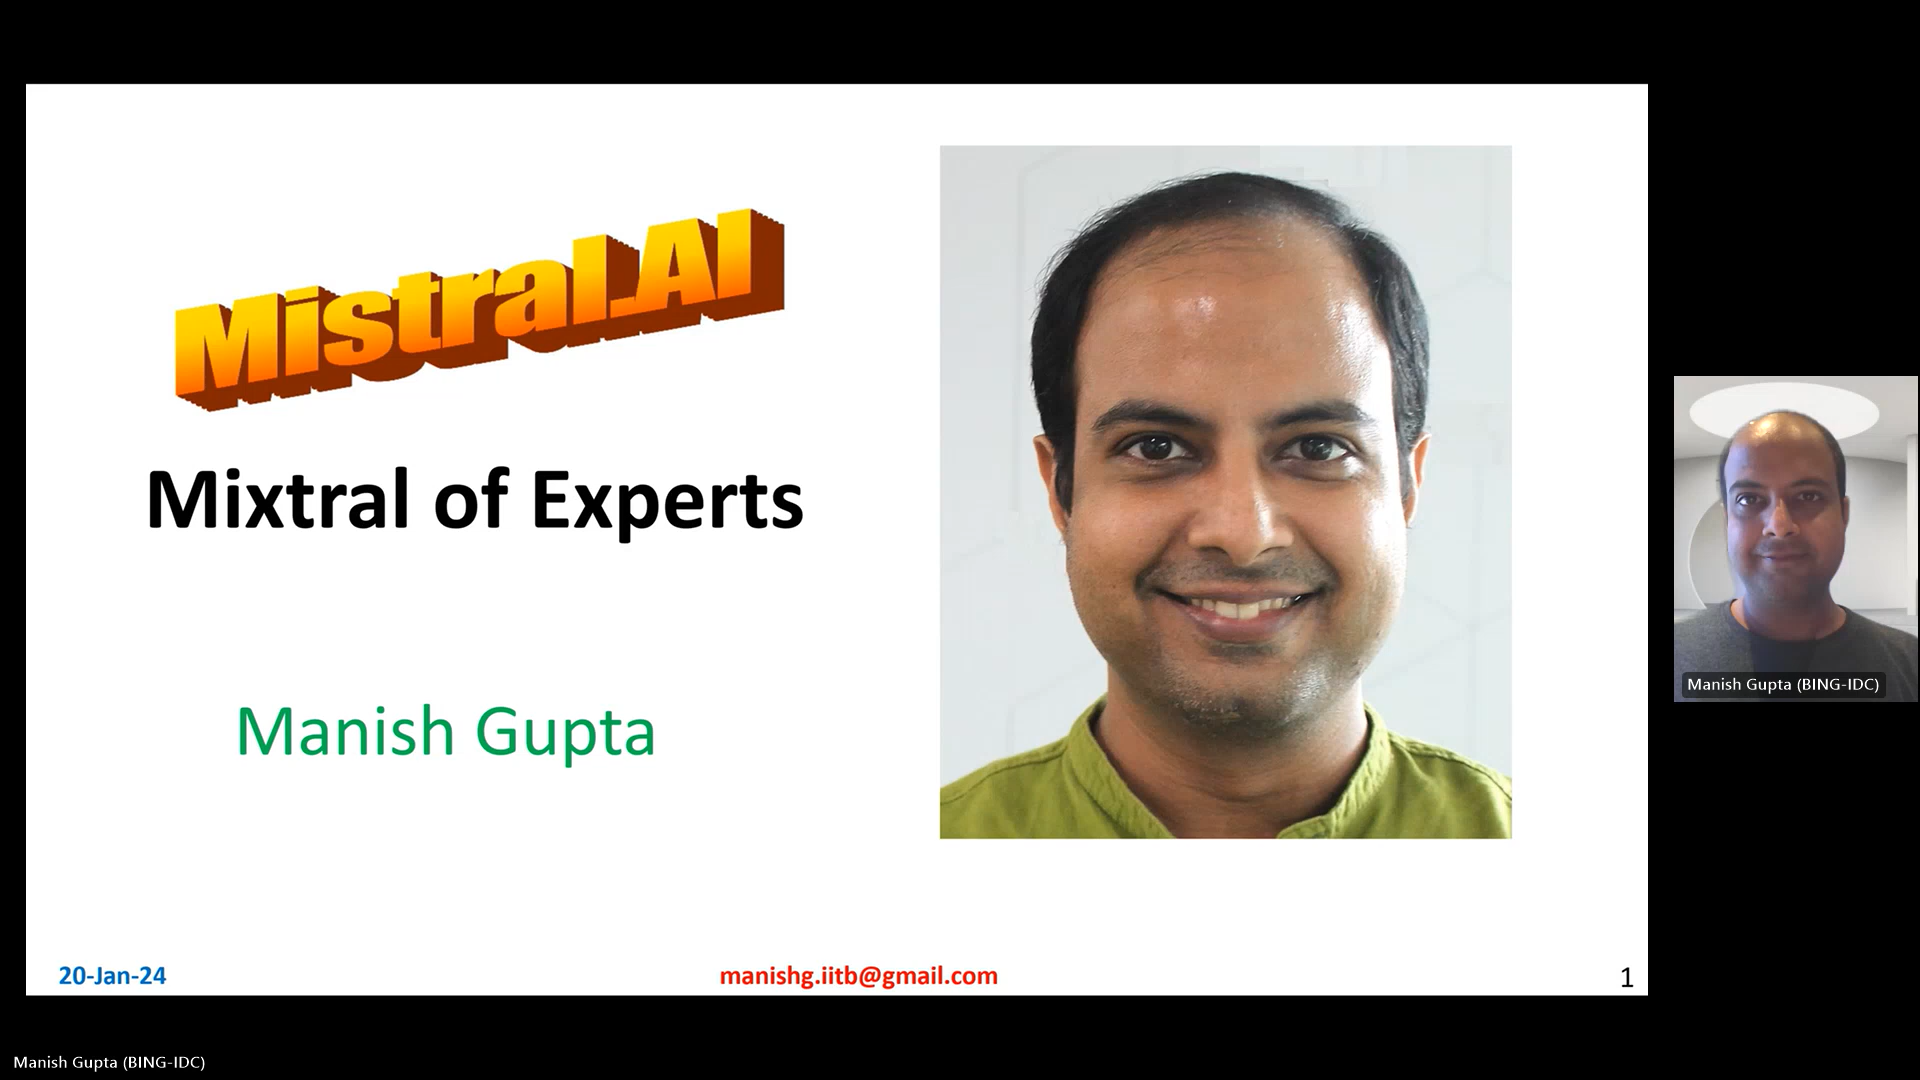 Mistral.AI
Mixtral of Experts
Manish Gupta
20-Jan-24
manishg.iitb@gmail.com
1
Manish Gupta (BING-IDC)
Manish Gupta (BING-IDC)